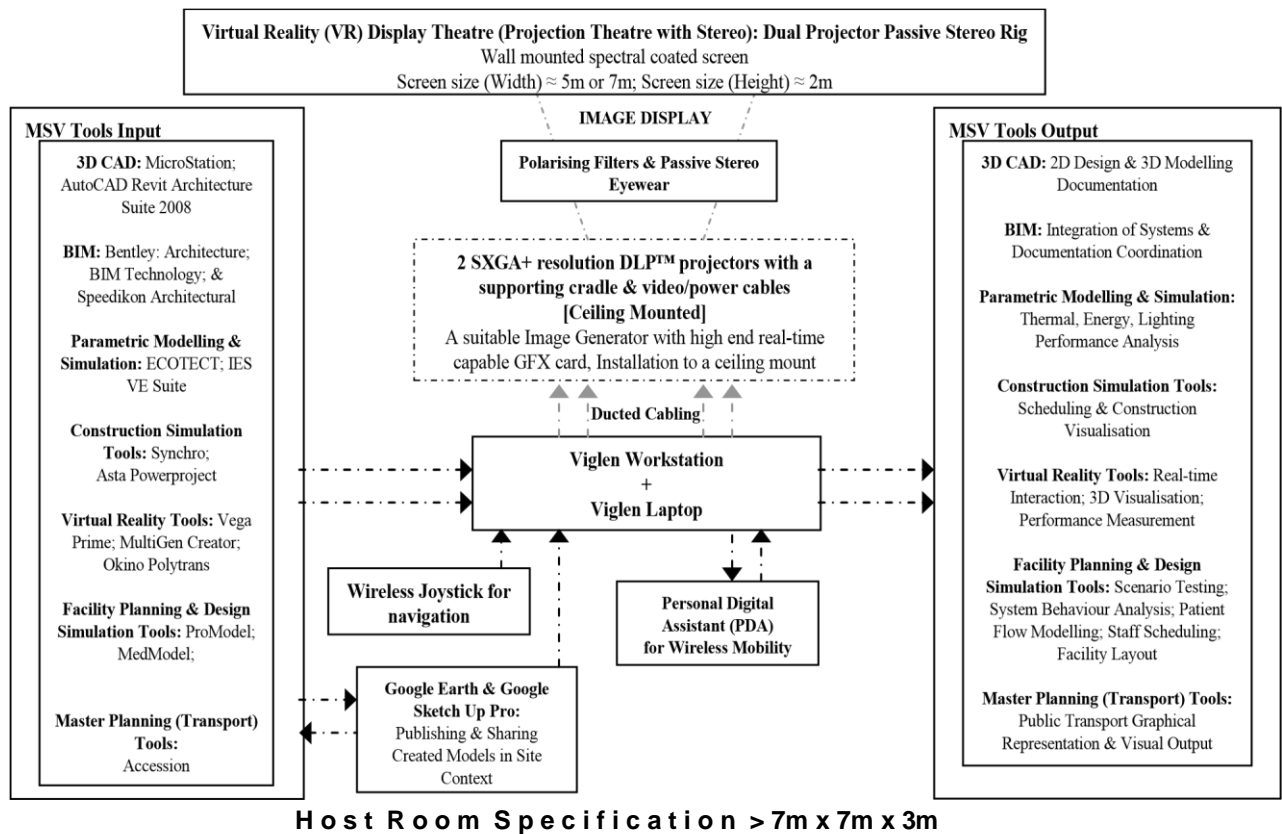 Virtual Reality (VR) Display Theatre (Projection Theatre with Stereo): Dual Projector Passive Stereo Rig
Wall mounted spectral coated screen
Screen size (Width) ≈ 5m or 7m; Screen size (Height) ≈ 2m
IMAGE DISPLAY
Polarising Filters & Passive Stereo
Eyewear
2 SXGA+ resolution DLP™ projectors with a
supporting cradle & video/power cables
[Ceiling Mounted]
A suitable Image Generator with high end real-time
capable GFX card, Installation to a ceiling mount
Ducted Cabling
Viglen Workstation
+
Viglen Laptop
Wireless Joystick for
navigation
Personal Digital
Assistant (PDA)
for Wireless Mobility
Google Earth & Google
Sketch Up Pro:
Publishing & Sharing
Created Models in Site
Context
MSV Tools Input
3D CAD: MicroStation;
AutoCAD Revit Architecture
Suite 2008
BIM: Bentley: Architecture;
BIM Technology; &
Speedikon Architectural
Parametric Modelling &
Simulation: ECOTECT; IES
VE Suite
Construction Simulation
Tools: Synchro;
Asta Powerproject
Virtual Reality Tools: Vega
Prime; MultiGen Creator;
Okino Polytrans
Facility Planning & Design
Simulation Tools: ProModel;
MedModel;
Master Planning (Transport)
Tools:
Accession
MSV Tools Output
3D CAD: 2D Design & 3D Modelling
Documentation
BIM: Integration of Systems &
Documentation Coordination
Parametric Modelling & Simulation:
Thermal, Energy, Lighting
Performance Analysis
Construction Simulation Tools:
Scheduling & Construction
Visualisation
Virtual Reality Tools: Real-time
Interaction; 3D Visualisation;
Performance Measurement
Facility Planning & Design
Simulation Tools: Scenario Testing;
System Behaviour Analysis; Patient
Flow Modelling; Staff Scheduling;
Facility Layout
Master Planning (Transport) Tools:
Public Transport Graphical
Representation & Visual Output
Host Room Specification > 7m x 7m x 3m